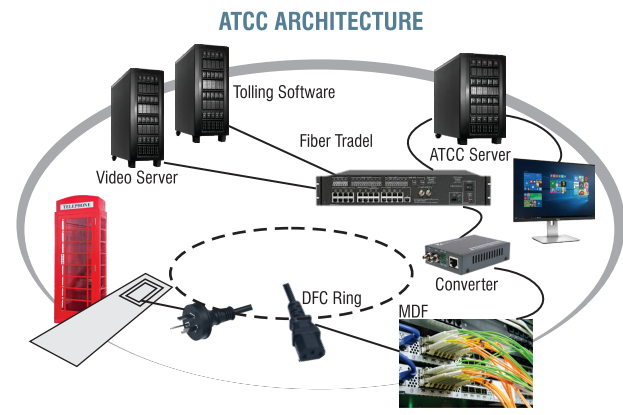 ATCC ARCHITECTURE
Tolling Software
Fiber Tradel
Video Server
ATCC Server
TELEPHONE
Converter
DFC Ring
MDF